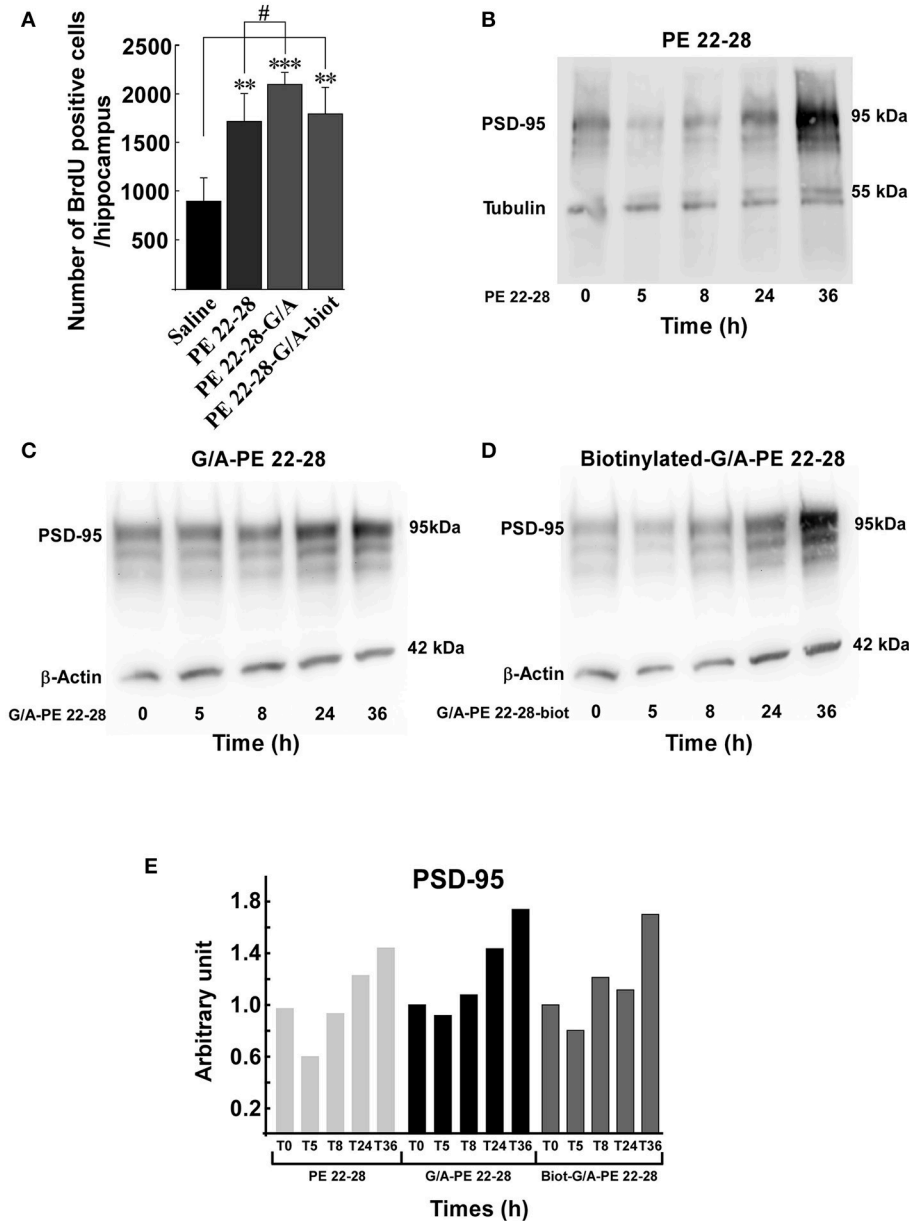 A
#
2500
2000
1500
1000
500
Number of BrdU positive cells
/hippocampus
**
***
**
Saline
PE 22-28
PE 22-28-G/A
PE 22-28-G/A-biot
B
PE 22-28
PSD-95
95 kDa
55 kDa
Tubulin
PE 22-28 0 5 8 24 36
Time (h)
C
G/A-PE 22-28
PSD-95
95kDa
42 kDa
β-Actin
G/A-PE 22-28 0 5 8 24 36
Time (h)
D
Biotinylated-G/A-PE 22-28
PSD-95
95kDa
42 kDa
β-Actin
G/A-PE 22-28-biot 0 5 8 24 36
Time (h)
E
PSD-95
1.8
1.4
1.0
0.6
0.2
Arbitrary unit
T0 T5 T8 T24 T36 T0 T5 T8 T24 T36 T0 T5 T8 T24 T36
PE 22-28 G/A-PE 22-28 Biot-G/A-PE 22-28
Times (h)